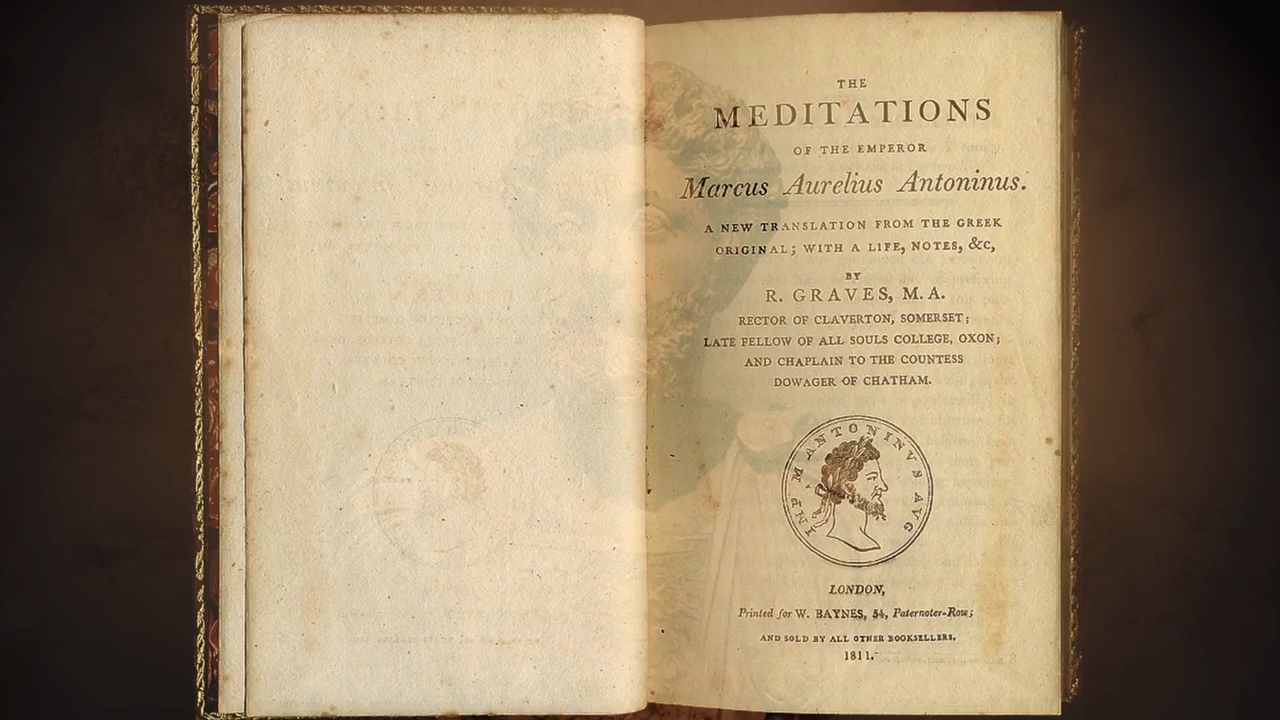 THE
MEDITATIONS
OF THE EMPEROR
Marcus Aurelius Antoninus.
A NEW TRANSLATION FROM THE GREEK
ORIGINAL; WITH A LIFE, NOTES, &C,
BY
R. GRAVES, M.A.
RECTOR OF CLAVERTON, SOMERSET;
LATE FELLOW OF ALL SOULS COLLEGE, OXON;
AND CHAPLAIN TO THE COUNTESS
DOWAGER OF CHATHAM.
IMP M ANTONINVS AVG
LONDON,
Printed for W. BAYNES, 54, Paternoter-Row;
AND SOLD BY ALL OTHER BOOKSELLERS.
1811.